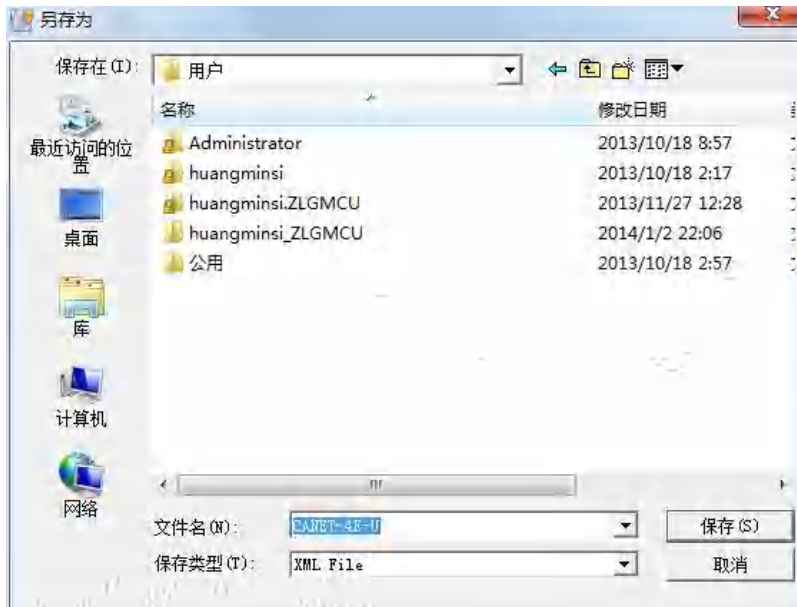 另存为
保存在(I):
用户
名称
修改日期
最近访问的位
置
Administrator
2013/10/18 8:57
huangminsi
2013/10/18 2:17
huangminsi.ZLGMCU
2013/11/27 12:28
桌面
huangminsi_ZLGMCU
2014/1/2 22:06
公用
2013/10/18 2:57
库
计算机
网络
文件名(N):
CANET-4E-U
保存(S)
保存类型(T):
XML File
取消